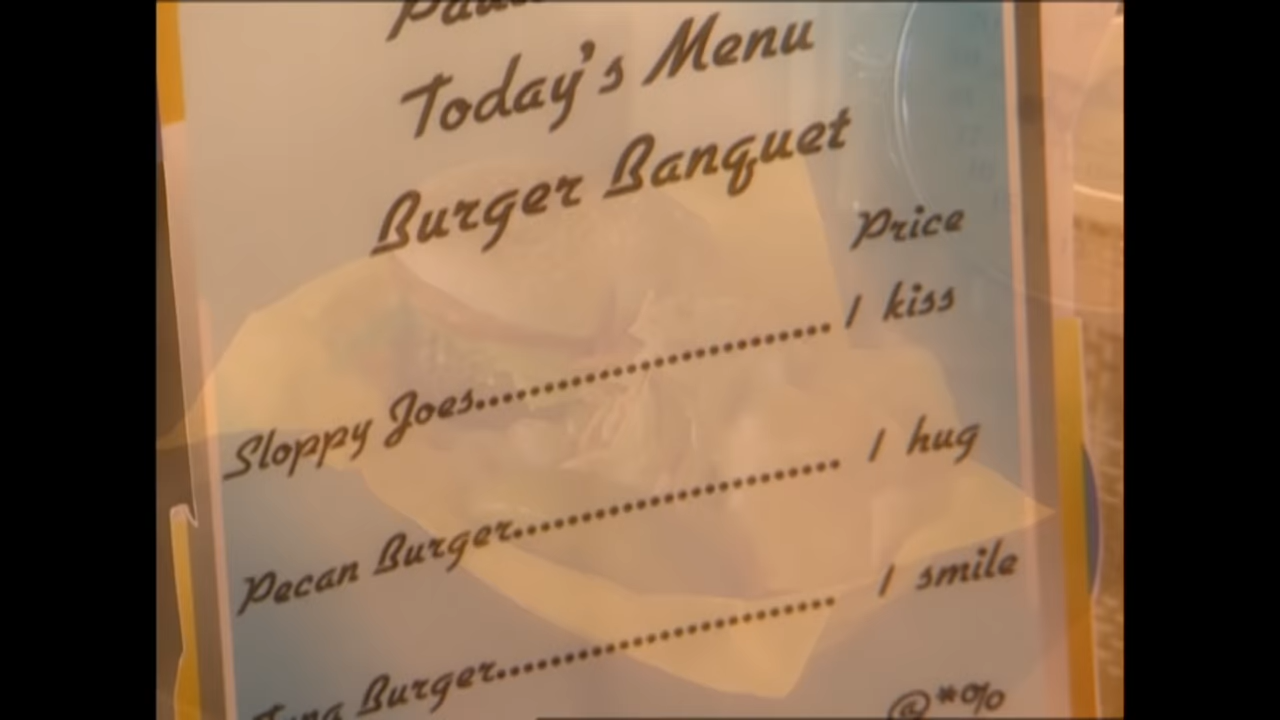 Today's Menu
Burger Banquet
Price
Sloppy Joes.............................. 1 kiss
Pecan Burger........................... 1 hug
Burger............................ 1 smile
@*%